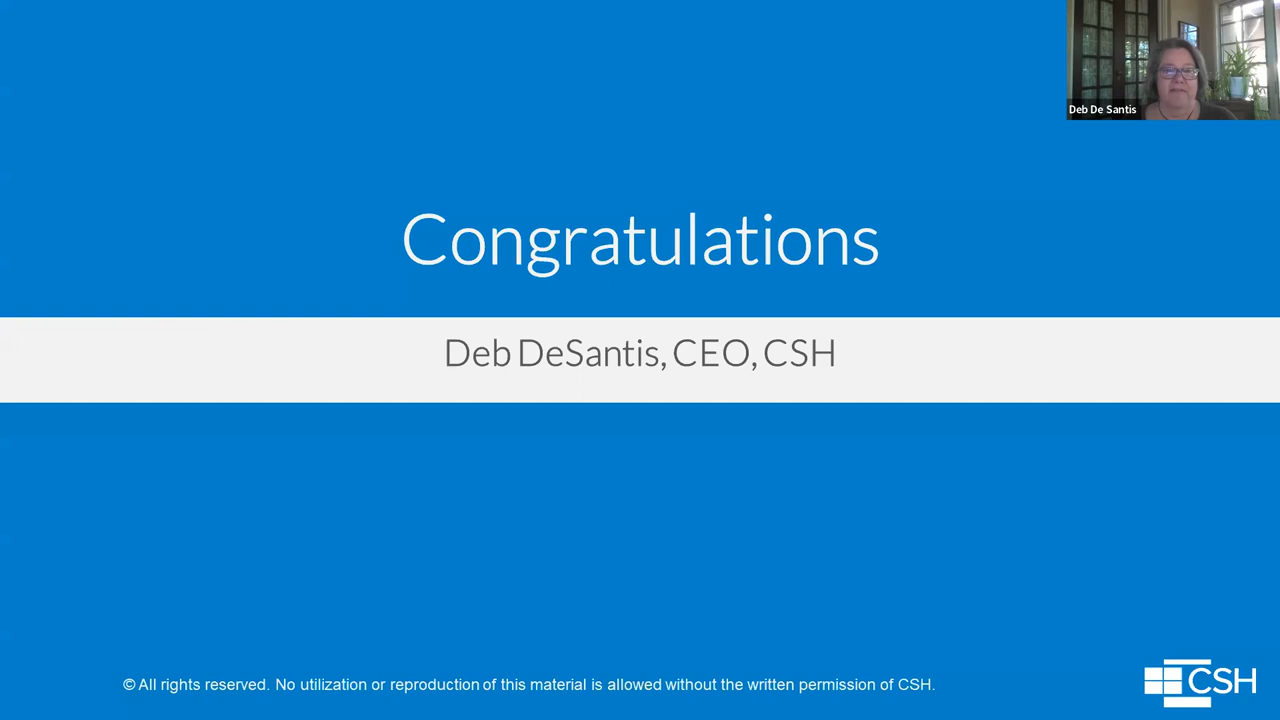 Deb De Santis
Congratulations
Deb DeSantis, CEO, CSH
© All rights reserved. No utilization or reproduction of this material is allowed without the written permission of CSH.
CSH